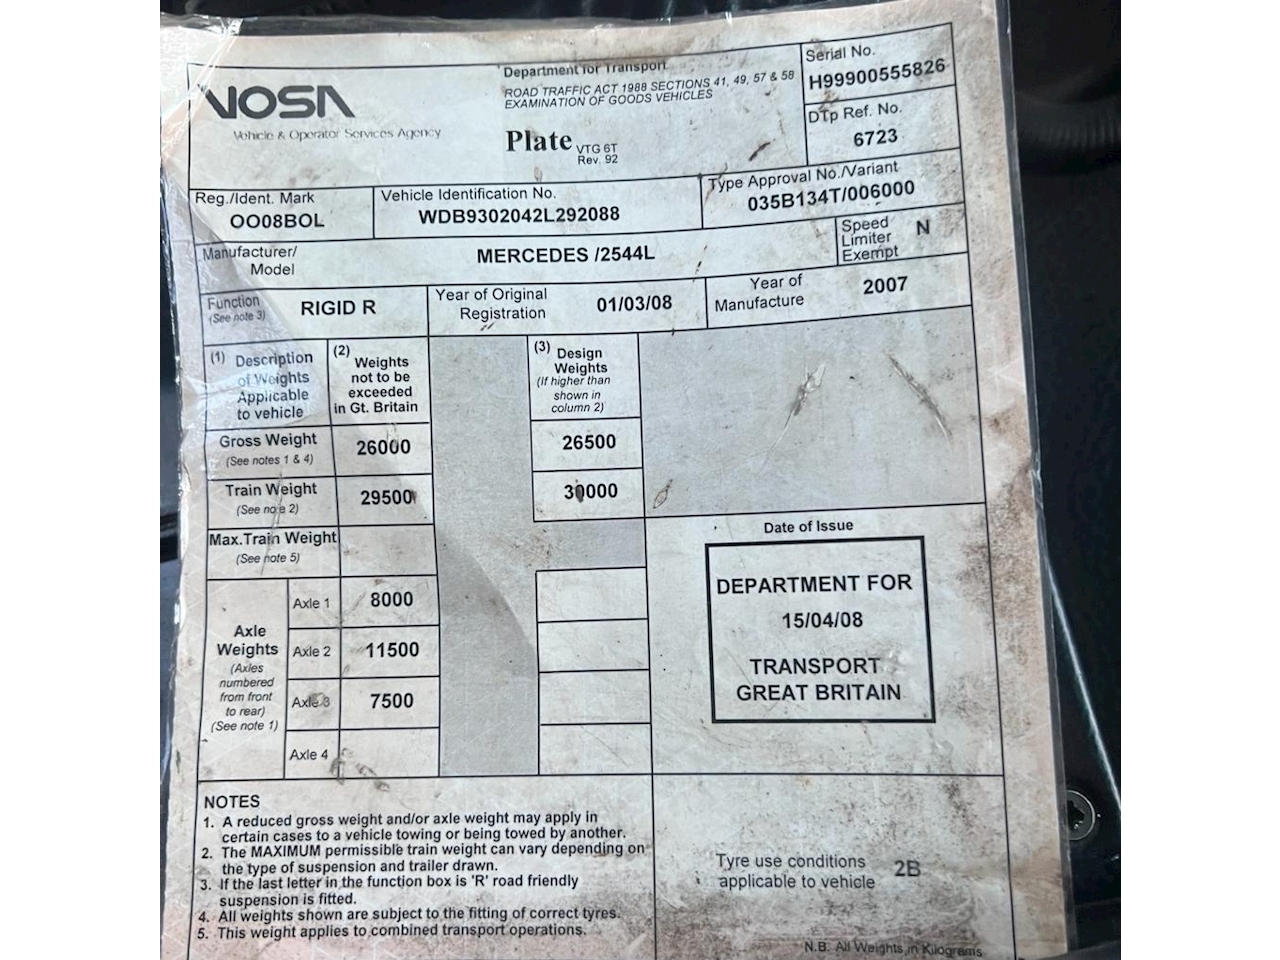 VOSA
Vehicle & Operator Services Agency
Department for Transport
ROAD TRAFFIC ACT 1988 SECTIONS 41, 49, 57 & 58
EXAMINATION OF GOODS VEHICLES
Plate VTG 6T
Rev. 92
Serial No.
H99900555826
DTp Ref. No.
6723
Reg./Ident. Mark
OO08BOL
Vehicle Identification No.
WDB9302042L292088
Type Approval No./Variant
035B134T/006000
Manufacturer/
Model
MERCEDES /2544L
Speed
Limiter
Exempt
N
Function
(See note 3)
RIGID R
Year of Original
Registration
01/03/08
Year of
Manufacture
2007
(1) Description
of Weights
Applicable
to vehicle
(2)
Weights
not to be
exceeded
in Gt. Britain
(3) Design
Weights
(If higher than
shown in
column 2)
Gross Weight
(See notes 1 & 4)
26000
26500
Train Weight
(See note 2)
29500
30000
Max.Train Weight
(See note 5)
Axle
Weights
(Axles
numbered
from front
to rear)
(See note 1)
Axle 1
8000
Axle 2
11500
Axle 3
7500
Axle 4
Date of Issue
DEPARTMENT FOR
15/04/08
TRANSPORT
GREAT BRITAIN
NOTES
1. A reduced gross weight and/or axle weight may apply in
certain cases to a vehicle towing or being towed by another.
2. The MAXIMUM permissible train weight can vary depending on
the type of suspension and trailer drawn.
3. If the last letter in the function box is 'R' road friendly
suspension is fitted.
4. All weights shown are subject to the fitting of correct tyres.
5. This weight applies to combined transport operations.
Tyre use conditions
applicable to vehicle
2B
N.B. All Weights in Kilograms